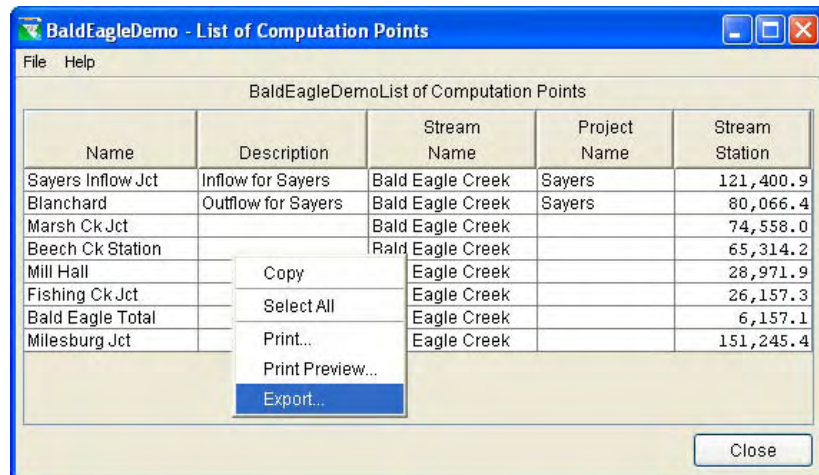 BaldEagleDemo - List of Computation Points
File Help
BaldEagleDemoList of Computation Points
Name Description Stream Name Project Name Stream Station
Sayers Inflow Jct Inflow for Sayers Bald Eagle Creek Sayers 121,400.9
Blanchard Outflow for Sayers Bald Eagle Creek Sayers 80,066.4
Marsh Ck Jct Bald Eagle Creek 74,558.0
Beech Ck Station Bald Eagle Creek 65,314.2
Mill Hall Eagle Creek 28,971.9
Fishing Ck Jct Eagle Creek 26,157.3
Bald Eagle Total Eagle Creek 6,157.1
Milesburg Jct Eagle Creek 151,245.4
Copy
Select All
Print...
Print Preview...
Export...
Close